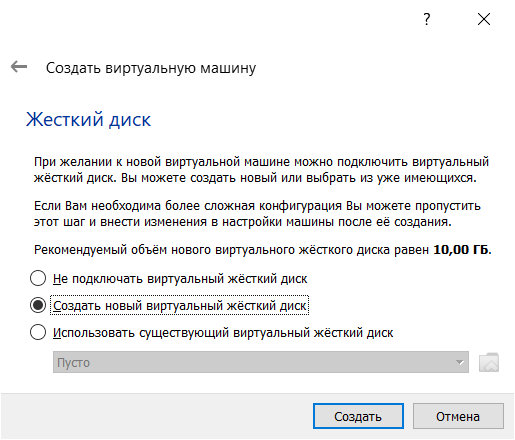 ?
Создать виртуальную машину
Жесткий диск
При желании к новой виртуальной машине можно подключить виртуальный
жёсткий диск. Вы можете создать новый или выбрать из уже имеющихся.
Если Вам необходима более сложная конфигурация Вы можете пропустить
этот шаг и внести изменения в настройки машины после её создания.
Рекомендуемый объём нового виртуального жёсткого диска равен 10,00 ГБ.
Не подключать виртуальный жёсткий диск
Создать новый виртуальный жёсткий диск
Использовать существующий виртуальный жёсткий диск
Пусто
Создать Отмена